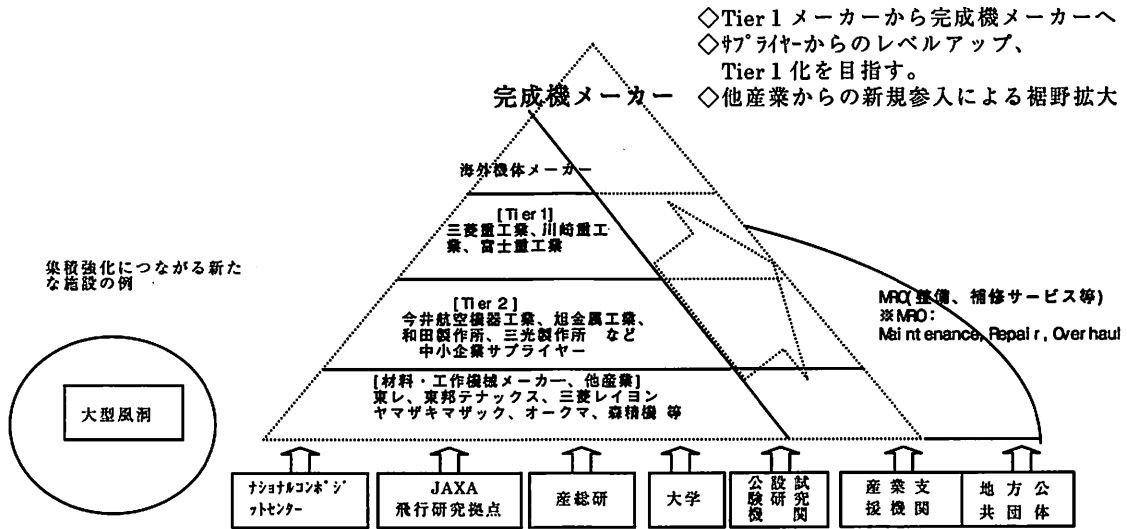 ◇Tier 1 メーカーから完成機メーカーへ
◇ｻﾌﾟﾗｲﾔｰからのレベルアップ、
Tier 1 化を目指す。
◇他産業からの新規参入による裾野拡大
完成機メーカー
海外機体メーカー
[Tier 1]
三菱重工業、川崎重工
業、富士重工業
集積強化につながる新た
な施設の例
[Tier 2]
今井航空機器工業、旭金属工業、
和田製作所、三光製作所 など
中小企業サプライヤー
MRO(整備、補修サービス等)
※MRO:
Maintenance, Repair, Overhaul
[材料・工作機械メーカー、他産業]
東レ、東邦テナックス、三菱レイヨン
ヤマザキマザック、オークマ、森精機 等
大型風洞
ﾅｼｮﾅﾙｺﾝﾎﾟｼﾞ
ｯﾄセンター
JAXA
飛行研究拠点
産総研
大学
公設試
験研究
機関
産業支
援機関
地方公
共団体